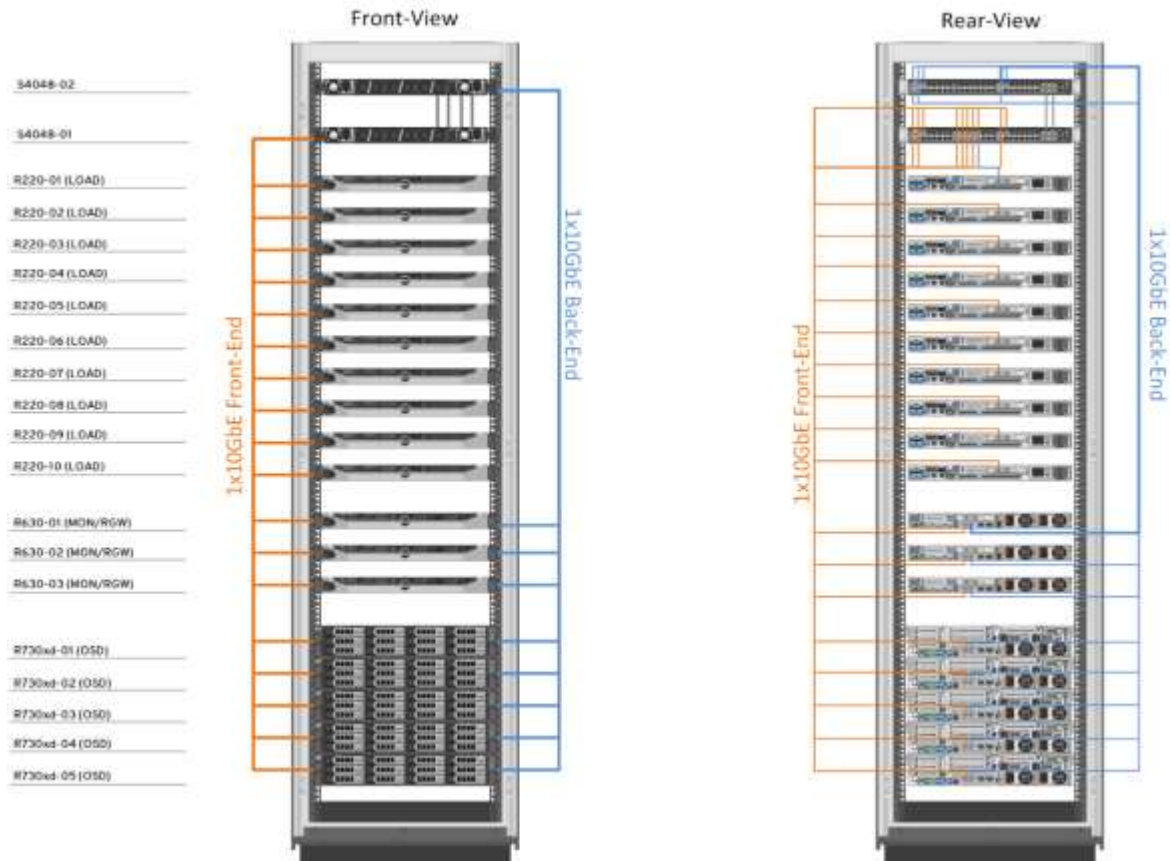 Front-View
Rear-View
S4048-02
S4048-01
R220-01 (LOAD)
R220-02 (LOAD)
R220-03 (LOAD)
R220-04 (LOAD)
R220-05 (LOAD)
R220-06 (LOAD)
R220-07 (LOAD)
R220-08 (LOAD)
R220-09 (LOAD)
R220-10 (LOAD)
R630-01 (MON/RGW)
R630-02 (MON/RGW)
R630-03 (MON/RGW)
R730xd-01 (OSD)
R730xd-02 (OSD)
R730xd-03 (OSD)
R730xd-04 (OSD)
R730xd-05 (OSD)
1x10GbE Front-End
1x10GbE Back-End
1x10GbE Front-End
1x10GbE Back-End